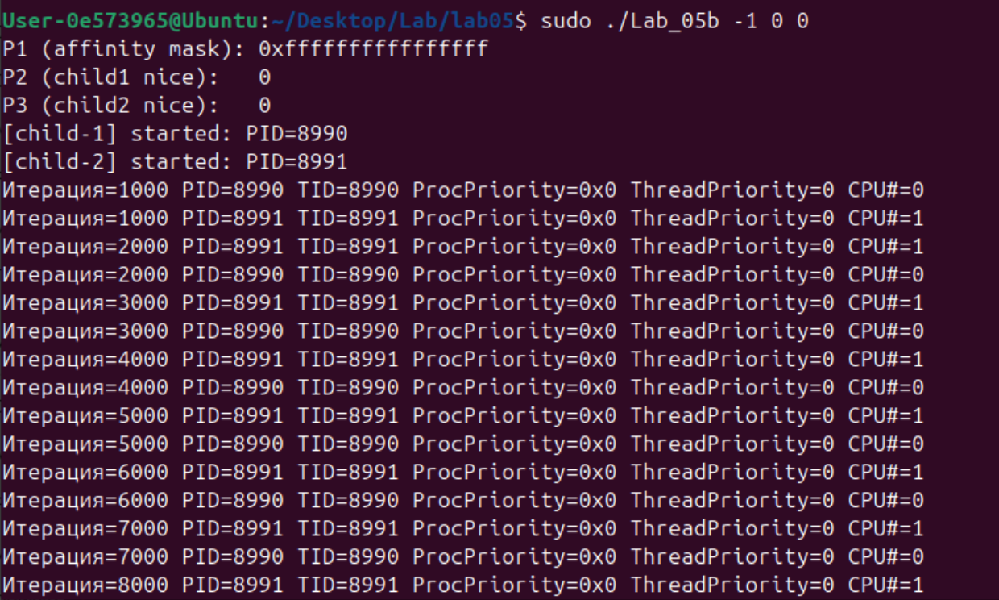 User-0e573965@Ubuntu:~/Desktop/Lab/lab05$ sudo ./Lab_05b -1 0 0
P1 (affinity mask): 0xffffffffffffffff
P2 (child1 nice):   0
P3 (child2 nice):   0
[child-1] started: PID=8990
[child-2] started: PID=8991
Итерация=1000 PID=8990 TID=8990 ProcPriority=0x0 ThreadPriority=0 CPU#=0
Итерация=1000 PID=8991 TID=8991 ProcPriority=0x0 ThreadPriority=0 CPU#=1
Итерация=2000 PID=8991 TID=8991 ProcPriority=0x0 ThreadPriority=0 CPU#=1
Итерация=2000 PID=8990 TID=8990 ProcPriority=0x0 ThreadPriority=0 CPU#=0
Итерация=3000 PID=8991 TID=8991 ProcPriority=0x0 ThreadPriority=0 CPU#=1
Итерация=3000 PID=8990 TID=8990 ProcPriority=0x0 ThreadPriority=0 CPU#=0
Итерация=4000 PID=8991 TID=8991 ProcPriority=0x0 ThreadPriority=0 CPU#=1
Итерация=4000 PID=8990 TID=8990 ProcPriority=0x0 ThreadPriority=0 CPU#=0
Итерация=5000 PID=8991 TID=8991 ProcPriority=0x0 ThreadPriority=0 CPU#=1
Итерация=5000 PID=8990 TID=8990 ProcPriority=0x0 ThreadPriority=0 CPU#=0
Итерация=6000 PID=8991 TID=8991 ProcPriority=0x0 ThreadPriority=0 CPU#=1
Итерация=6000 PID=8990 TID=8990 ProcPriority=0x0 ThreadPriority=0 CPU#=0
Итерация=7000 PID=8991 TID=8991 ProcPriority=0x0 ThreadPriority=0 CPU#=1
Итерация=7000 PID=8990 TID=8990 ProcPriority=0x0 ThreadPriority=0 CPU#=0
Итерация=8000 PID=8991 TID=8991 ProcPriority=0x0 ThreadPriority=0 CPU#=1